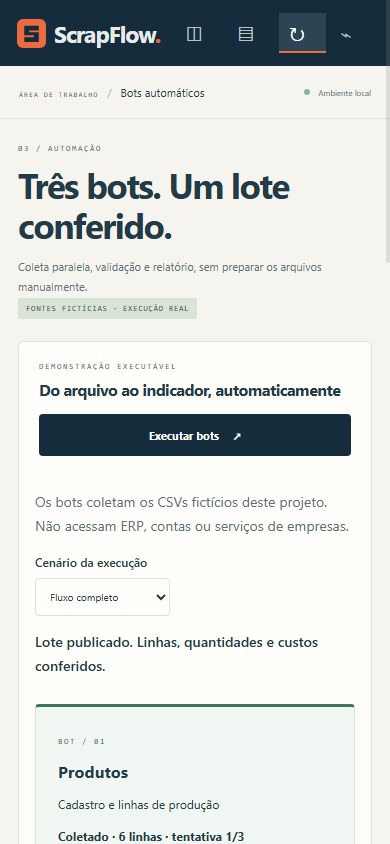 ScrapFlow.
ÁREA DE TRABALHO / Bots automáticos
Ambiente local
03 / AUTOMAÇÃO
Três bots. Um lote
conferido.
Coleta paralela, validação e relatório, sem preparar os arquivos
manualmente.
FONTES FICTÍCIAS · EXECUÇÃO REAL
DEMONSTRAÇÃO EXECUTÁVEL
Do arquivo ao indicador, automaticamente
Executar bots ↗
Os bots coletam os CSVs fictícios deste projeto.
Não acessam ERP, contas ou serviços de empresas.
Cenário da execução
Fluxo completo
Lote publicado. Linhas, quantidades e custos
conferidos.
BOT / 01
Produtos
Cadastro e linhas de produção
Coletado · 6 linhas · tentativa 1/3